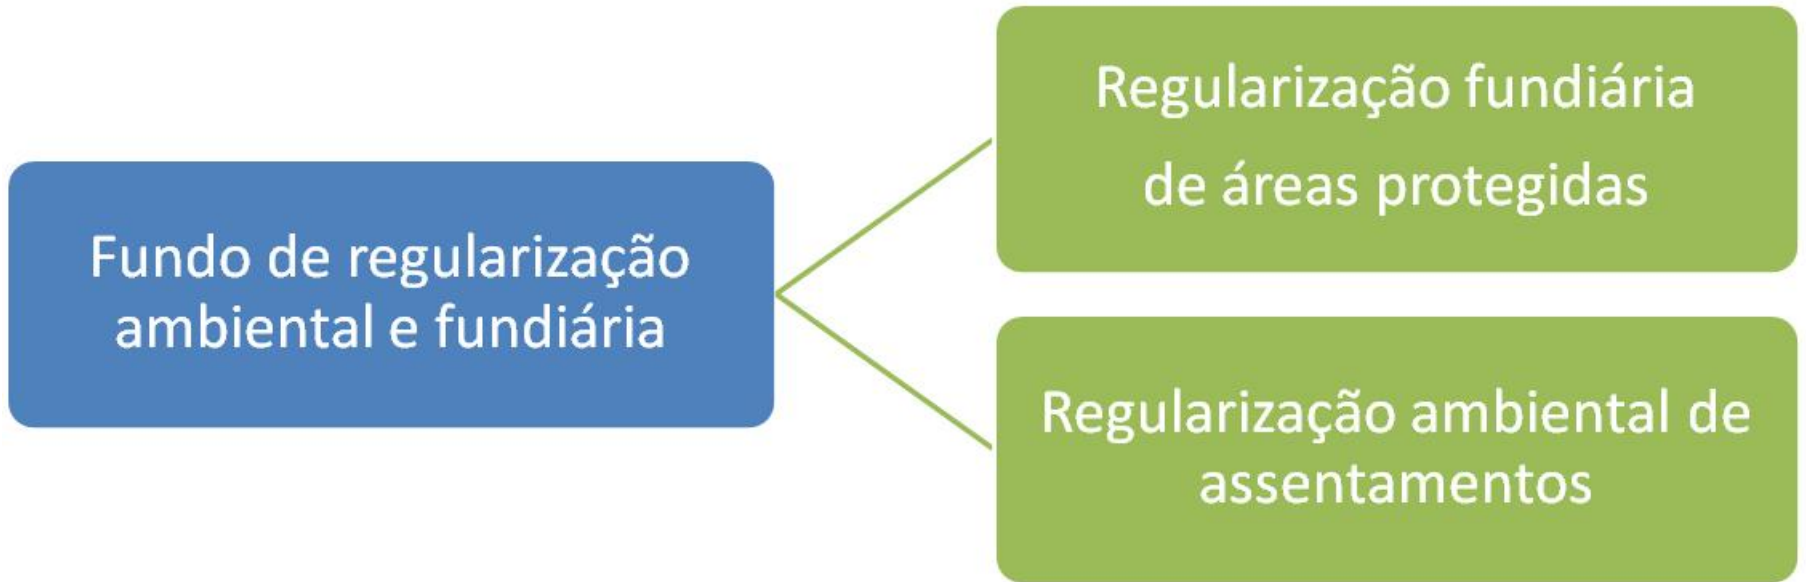 Fundo de regularização
ambiental e fundiária
Regularização fundiária
de áreas protegidas
Regularização ambiental de
assentamentos